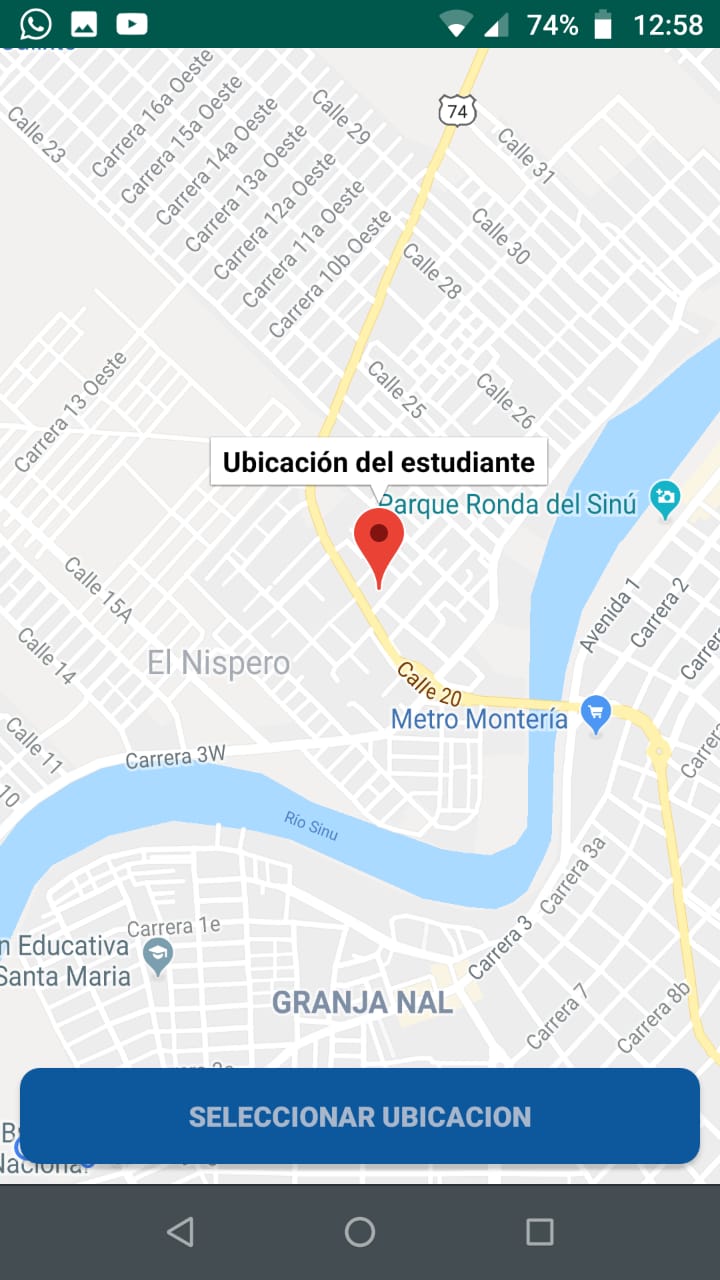 74%
12:58
74
Calle 23
Carrera 16a Oeste
Carrera 15a Oeste
Carrera 14a Oeste
Carrera 13a Oeste
Carrera 12a Oeste
Carrera 11a Oeste
Carrera 10b Oeste
Calle 29
Calle 31
Calle 30
Calle 28
Calle 25
Calle 26
Carrera 13 Oeste
Ubicación del estudiante
Parque Ronda del Sinú
Calle 15A
Calle 14
Avenida 1
Carrera 2
El Nispero
Calle 20
Metro Montería
Calle 11
10
Carrera 3W
Río Sinu
Carrera 3a
Carrera 1e
n Educativa
Santa Maria
Carrera 3
GRANJA NAL
Carrera 7
Carrera 8b
SELECCIONAR UBICACION